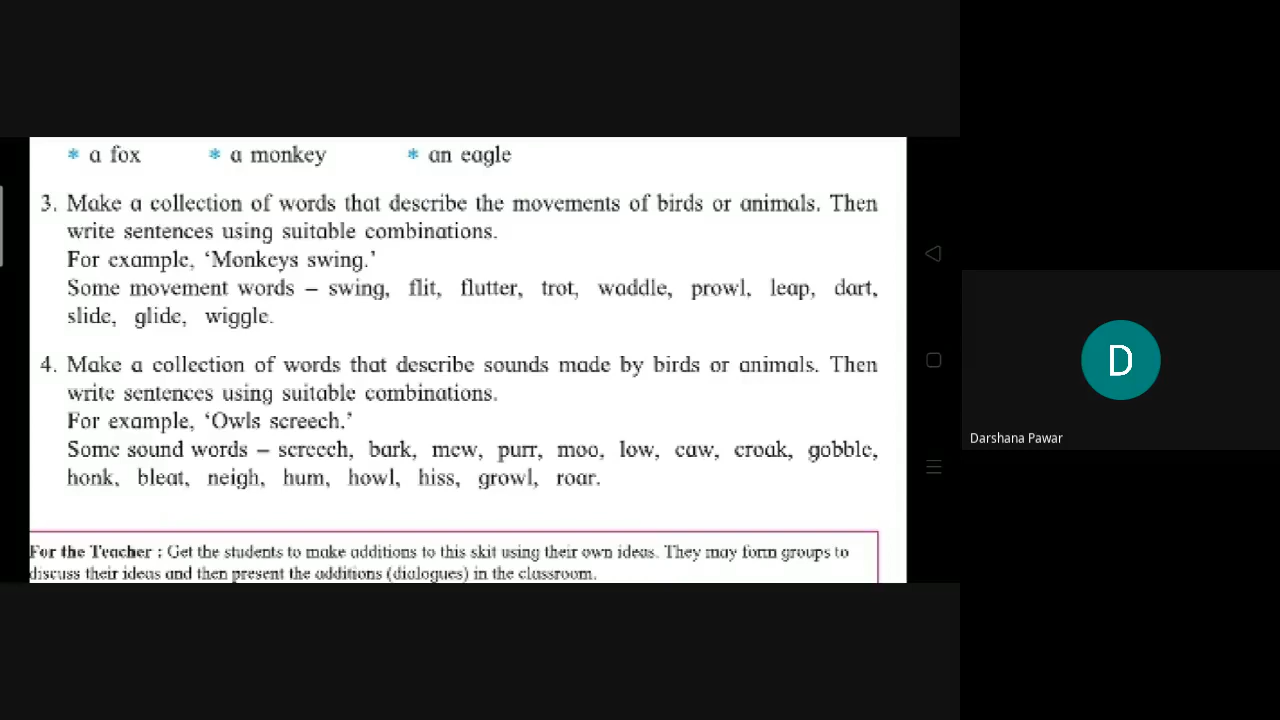 * a fox * a monkey * an eagle
3. Make a collection of words that describe the movements of birds or animals. Then
write sentences using suitable combinations.
For example, ‘Monkeys swing.’
Some movement words – swing, flit, flutter, trot, waddle, prowl, leap, dart,
slide, glide, wiggle.
4. Make a collection of words that describe sounds made by birds or animals. Then
write sentences using suitable combinations.
For example, ‘Owls screech.’
Some sound words – screech, bark, mew, purr, moo, low, caw, croak, gobble,
honk, bleat, neigh, hum, howl, hiss, growl, roar.
For the Teacher : Get the students to make additions to this skit using their own ideas. They may form groups to
discuss their ideas and then present the additions (dialogues) in the classroom.
D
Darshana Pawar